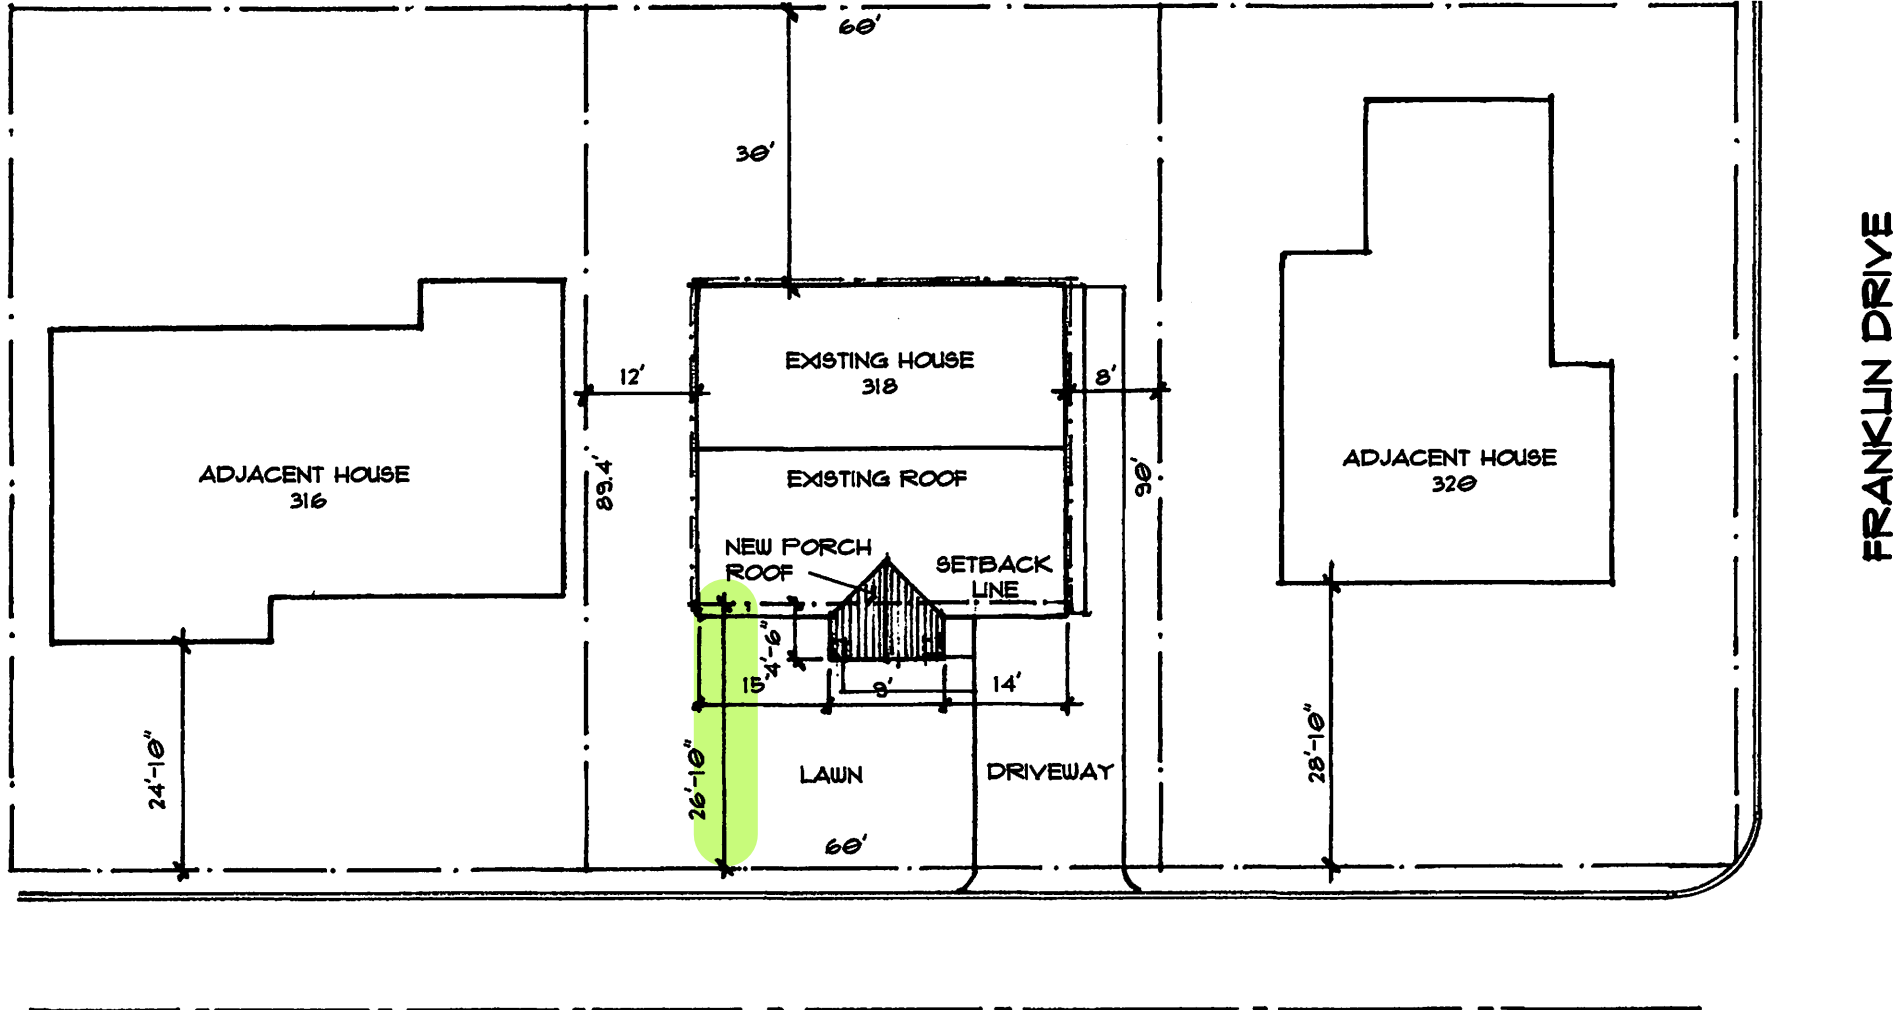 60'
30'
FRANKLIN DRIVE
EXISTING HOUSE
318
12'
8'
89.4'
90'
ADJACENT HOUSE
316
EXISTING ROOF
ADJACENT HOUSE
320
NEW PORCH
ROOF
SETBACK
LINE
4'-6"
15'
9'
14'
24'-10"
26'-10"
LAWN
DRIVEWAY
28'-10"
60'